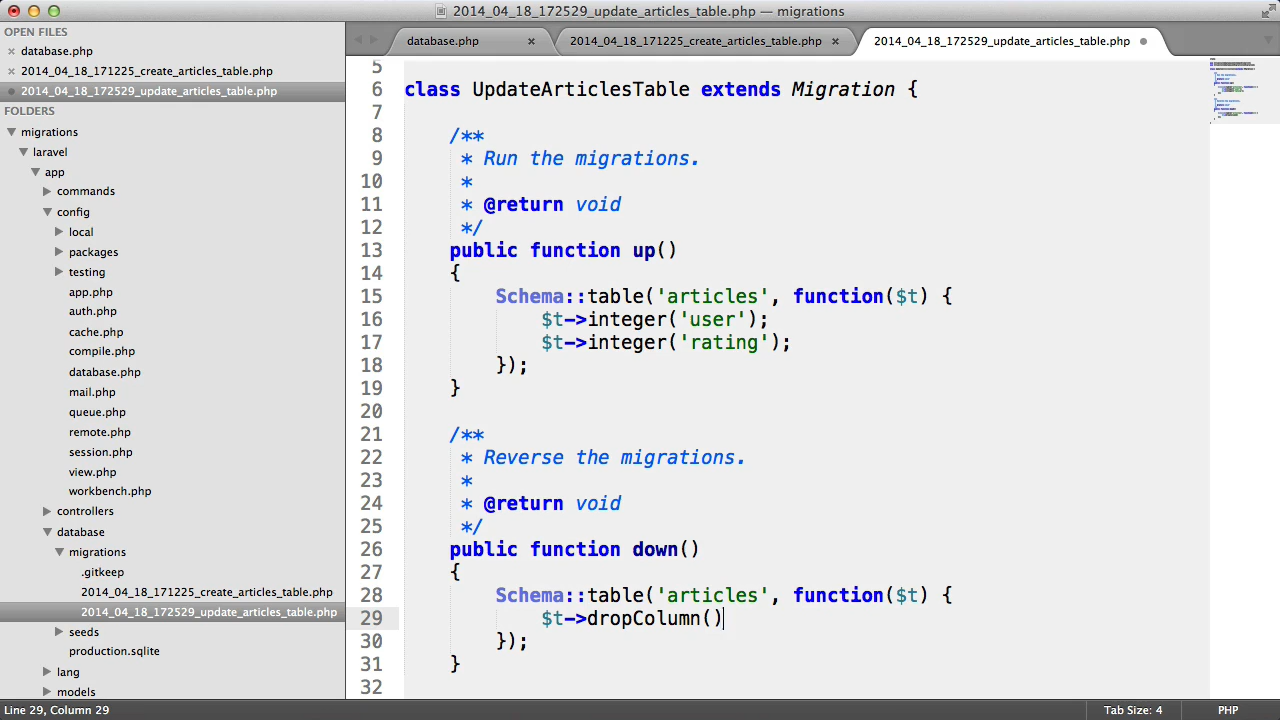 2014_04_18_172529_update_articles_table.php — migrations
OPEN FILES
database.php
2014_04_18_171225_create_articles_table.php
2014_04_18_172529_update_articles_table.php
FOLDERS
migrations
laravel
app
commands
config
local
packages
testing
app.php
auth.php
cache.php
compile.php
database.php
mail.php
queue.php
remote.php
session.php
view.php
workbench.php
controllers
database
migrations
.gitkeep
2014_04_18_171225_create_articles_table.php
2014_04_18_172529_update_articles_table.php
seeds
production.sqlite
lang
models
database.php
2014_04_18_171225_create_articles_table.php
2014_04_18_172529_update_articles_table.php
5
6 class UpdateArticlesTable extends Migration {
7
8 /**
9 * Run the migrations.
10 *
11 * @return void
12 */
13 public function up()
14 {
15 Schema::table('articles', function($t) {
16 $t->integer('user');
17 $t->integer('rating');
18 });
19 }
20
21 /**
22 * Reverse the migrations.
23 *
24 * @return void
25 */
26 public function down()
27 {
28 Schema::table('articles', function($t) {
29 $t->dropColumn()
30 });
31 }
32
Line 29, Column 29
Tab Size: 4
PHP